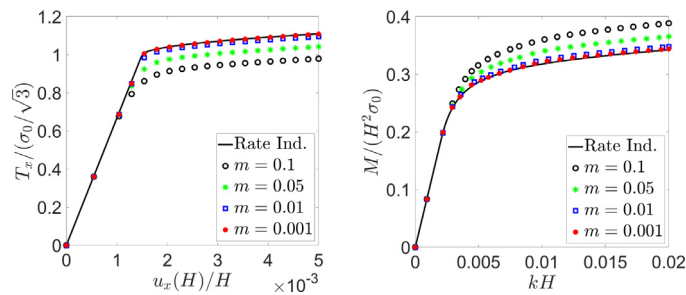 1.2
1
0.8
0.6
0.4
0.2
0
T_x/(σ_0/√3)
Rate Ind.
m = 0.1
m = 0.05
m = 0.01
m = 0.001
0 1 2 3 4 5
u_x(H)/H
×10^{-3}
0.4
0.3
0.2
0.1
0
M/(H^2σ_0)
Rate Ind.
m = 0.1
m = 0.05
m = 0.01
m = 0.001
0 0.005 0.01 0.015 0.02
kH